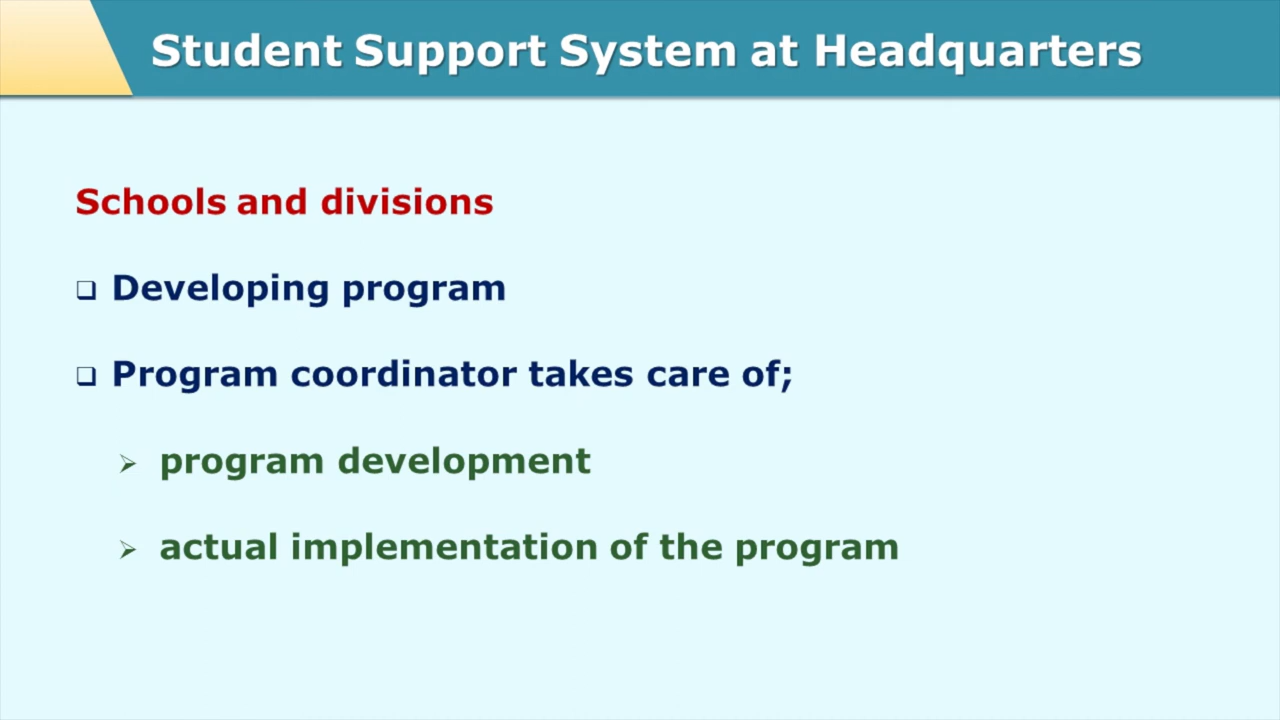 Student Support System at Headquarters
Schools and divisions
❑ Developing program
❑ Program coordinator takes care of;
➢ program development
➢ actual implementation of the program